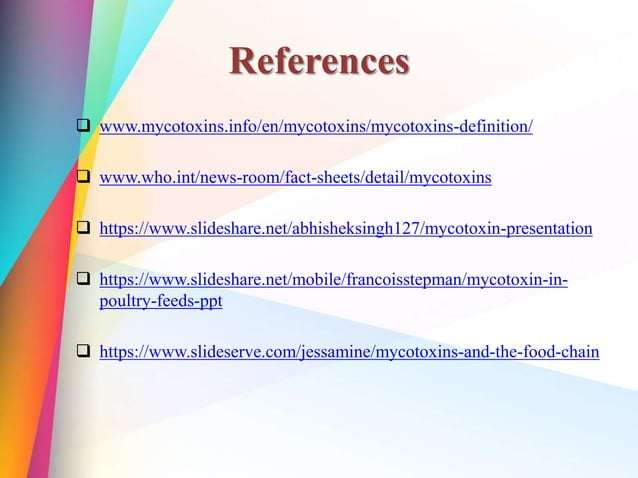 References
❑ www.mycotoxins.info/en/mycotoxins/mycotoxins-definition/
❑ www.who.int/news-room/fact-sheets/detail/mycotoxins
❑ https://www.slideshare.net/abhisheksingh127/mycotoxin-presentation
❑ https://www.slideshare.net/mobile/francoisstepman/mycotoxin-in-
poultry-feeds-ppt
❑ https://www.slideserve.com/jessamine/mycotoxins-and-the-food-chain